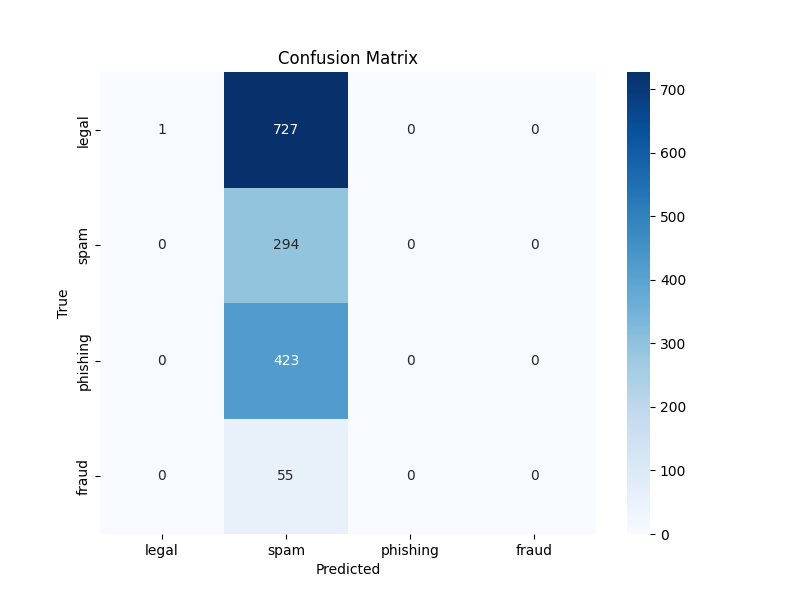 Confusion Matrix
legal 1 727 0 0
spam 0 294 0 0
phishing 0 423 0 0
fraud 0 55 0 0
legal spam phishing fraud
Predicted
True
700
600
500
400
300
200
100
0